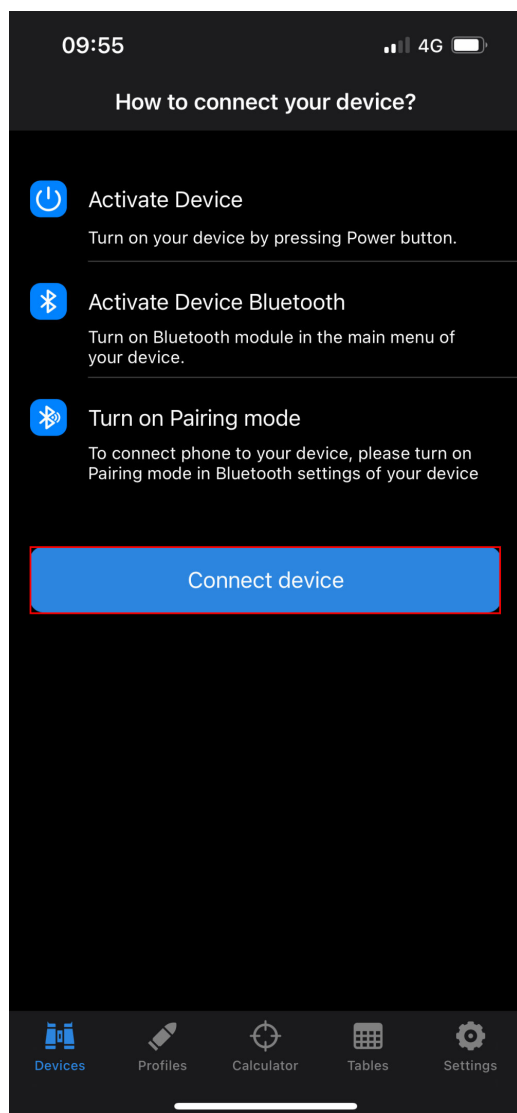 09:55
4G
How to connect your device?
Activate Device
Turn on your device by pressing Power button.
Activate Device Bluetooth
Turn on Bluetooth module in the main menu of
your device.
Turn on Pairing mode
To connect phone to your device, please turn on
Pairing mode in Bluetooth settings of your device
Connect device
Devices
Profiles
Calculator
Tables
Settings